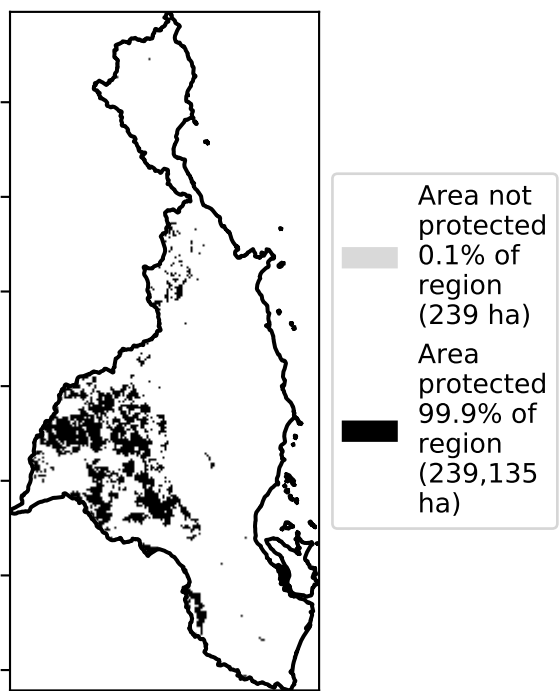 Area not
protected
0.1% of
region
(239 ha)
Area
protected
99.9% of
region
(239,135
ha)